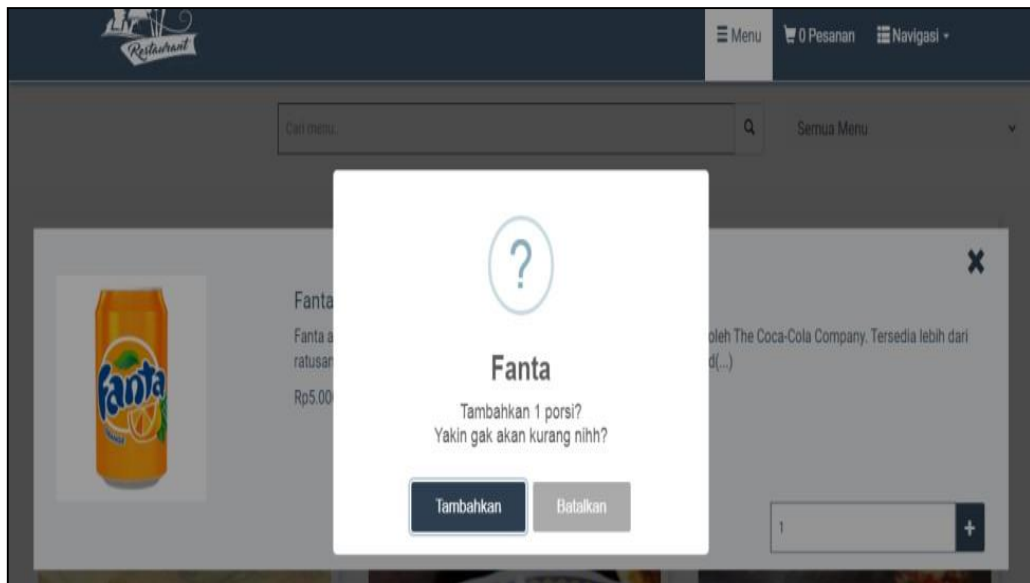 Restaurant
Menu
0 Pesanan
Navigasi
Cari menu..
Semua Menu
Fanta
Fanta a
oleh The Coca-Cola Company. Tersedia lebih dari
ratusan
d(...)
Rp5.00
fanta
ORANGE
?
Fanta
Tambahkan 1 porsi?
Yakin gak akan kurang nihh?
Tambahkan
Batalkan
1